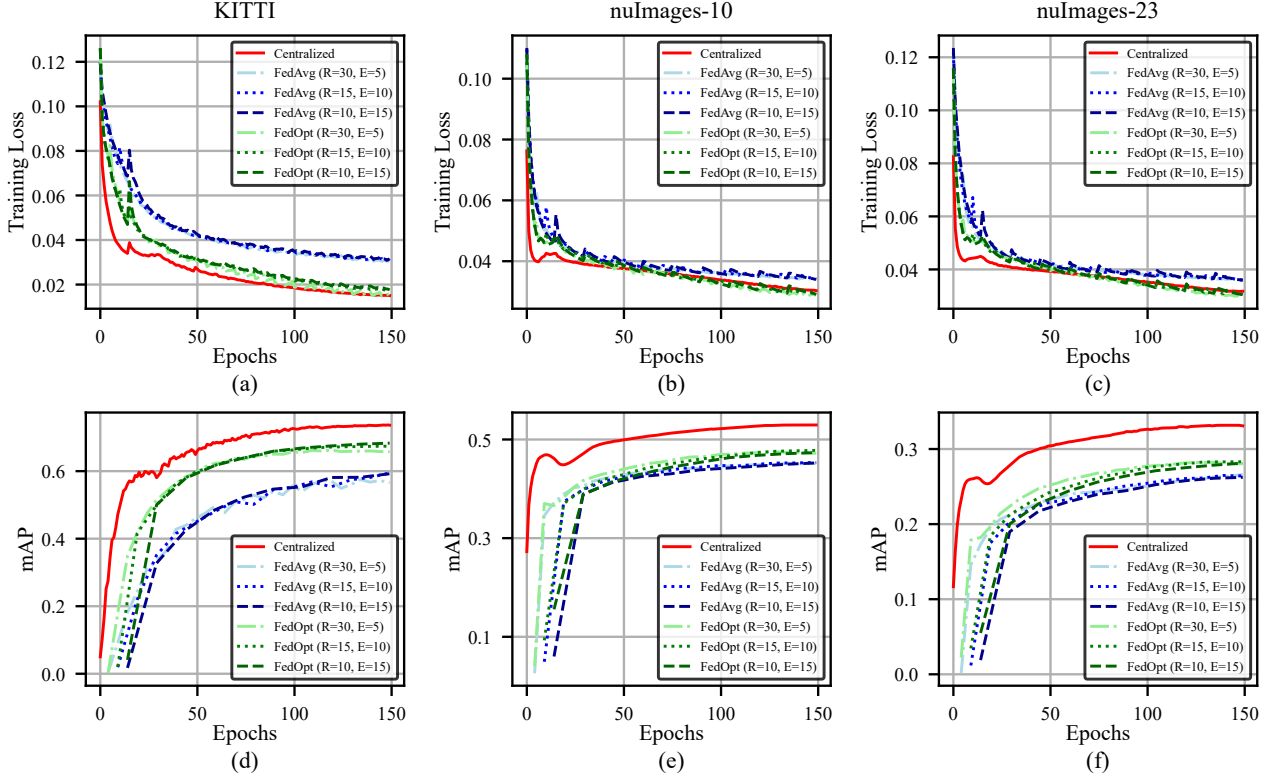 KITTI
nuImages-10
nuImages-23
Training Loss
0.12
0.10
0.08
0.06
0.04
0.02
Centralized
FedAvg (R=30, E=5)
FedAvg (R=15, E=10)
FedAvg (R=10, E=15)
FedOpt (R=30, E=5)
FedOpt (R=15, E=10)
FedOpt (R=10, E=15)
0 50 100 150
Epochs
(a)
Training Loss
0.10
0.08
0.06
0.04
Centralized
FedAvg (R=30, E=5)
FedAvg (R=15, E=10)
FedAvg (R=10, E=15)
FedOpt (R=30, E=5)
FedOpt (R=15, E=10)
FedOpt (R=10, E=15)
0 50 100 150
Epochs
(b)
Training Loss
0.12
0.10
0.08
0.06
0.04
Centralized
FedAvg (R=30, E=5)
FedAvg (R=15, E=10)
FedAvg (R=10, E=15)
FedOpt (R=30, E=5)
FedOpt (R=15, E=10)
FedOpt (R=10, E=15)
0 50 100 150
Epochs
(c)
mAP
0.6
0.4
0.2
0.0
Centralized
FedAvg (R=30, E=5)
FedAvg (R=15, E=10)
FedAvg (R=10, E=15)
FedOpt (R=30, E=5)
FedOpt (R=15, E=10)
FedOpt (R=10, E=15)
0 50 100 150
Epochs
(d)
mAP
0.5
0.3
0.1
Centralized
FedAvg (R=30, E=5)
FedAvg (R=15, E=10)
FedAvg (R=10, E=15)
FedOpt (R=30, E=5)
FedOpt (R=15, E=10)
FedOpt (R=10, E=15)
0 50 100 150
Epochs
(e)
mAP
0.3
0.2
0.1
0.0
Centralized
FedAvg (R=30, E=5)
FedAvg (R=15, E=10)
FedAvg (R=10, E=15)
FedOpt (R=30, E=5)
FedOpt (R=15, E=10)
FedOpt (R=10, E=15)
0 50 100 150
Epochs
(f)